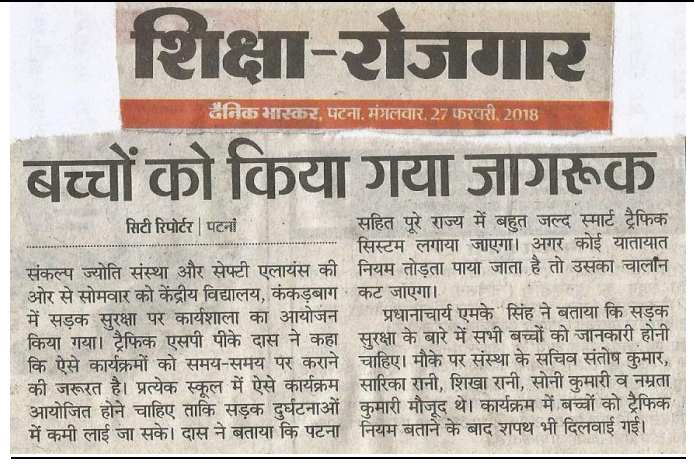 शिक्षा-रोजगार
दैनिक भास्कर, पटना, मंगलवार, 27 फरवरी, 2018
बच्चों को किया गया जागरूक
सिटी रिपोर्टर | पटना
संकल्प ज्योति संस्था और सेफ्टी एलायंस की
ओर से सोमवार को केंद्रीय विद्यालय, कंकड़बाग
में सड़क सुरक्षा पर कार्यशाला का आयोजन
किया गया। ट्रैफिक एसपी पीके दास ने कहा
कि ऐसे कार्यक्रमों को समय-समय पर कराने
की जरूरत है। प्रत्येक स्कूल में ऐसे कार्यक्रम
आयोजित होने चाहिए ताकि सड़क दुर्घटनाओं
में कमी लाई जा सके। दास ने बताया कि पटना
सहित पूरे राज्य में बहुत जल्द स्मार्ट ट्रैफिक
सिस्टम लगाया जाएगा। अगर कोई यातायात
नियम तोड़ता पाया जाता है तो उसका चालान
कट जाएगा।
प्रधानाचार्य एमके सिंह ने बताया कि सड़क
सुरक्षा के बारे में सभी बच्चों को जानकारी होनी
चाहिए। मौके पर संस्था के सचिव संतोष कुमार,
सारिका रानी, शिखा रानी, सोनी कुमारी व नम्रता
कुमारी मौजूद थे। कार्यक्रम में बच्चों को ट्रैफिक
नियम बताने के बाद शपथ भी दिलवाई गई।